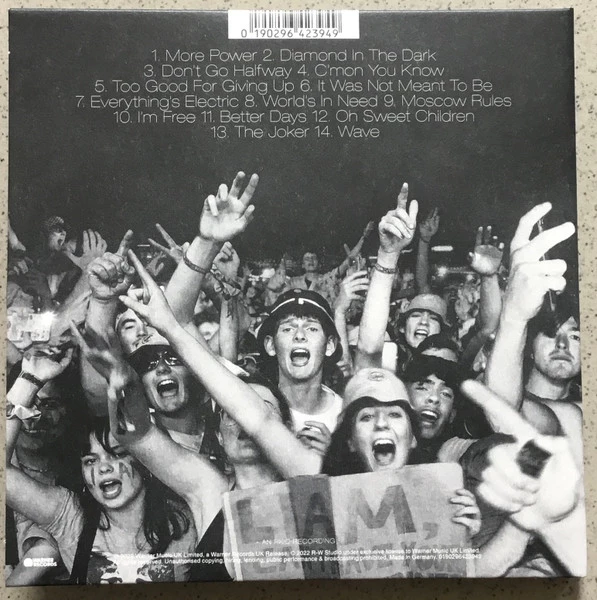 0 190296 423949
1. More Power 2. Diamond In The Dark
3. Don't Go Halfway 4. C'mon You Know
5. Too Good For Giving Up 6. It Was Not Meant To Be
7. Everything's Electric 8. World's In Need 9. Moscow Rules
10. I'm Free 11. Better Days 12. Oh Sweet Children
13. The Joker 14. Wave
LIAM,
RECORDING
Warner Music UK Limited, a Warner Records UK Release, © 2022 R-W Studio under exclusive license to Warner Music UK Limited.
reserved. Unauthorised copying, hiring, lending, public performance & broadcasting prohibited. Made in Germany. 0190296423949
WARNER RECORDS